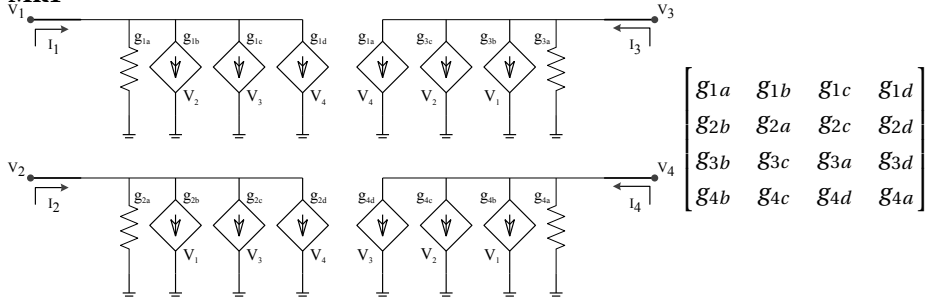 V₁ V₃
g₁ₐ g₁b g₁c g₁d g₁ₐ g₃c g₃b g₃ₐ
I₁ I₃
V₂ V₃ V₄ V₄ V₂ V₁
V₂ V₄
g₂ₐ g₂b g₂c g₂d g₄d g₄c g₄b g₄ₐ
I₂ I₄
V₁ V₃ V₄ V₃ V₂ V₁
g₁ₐ g₁b g₁c g₁d
g₂b g₂ₐ g₂c g₂d
g₃b g₃c g₃ₐ g₃d
g₄b g₄c g₄d g₄ₐ